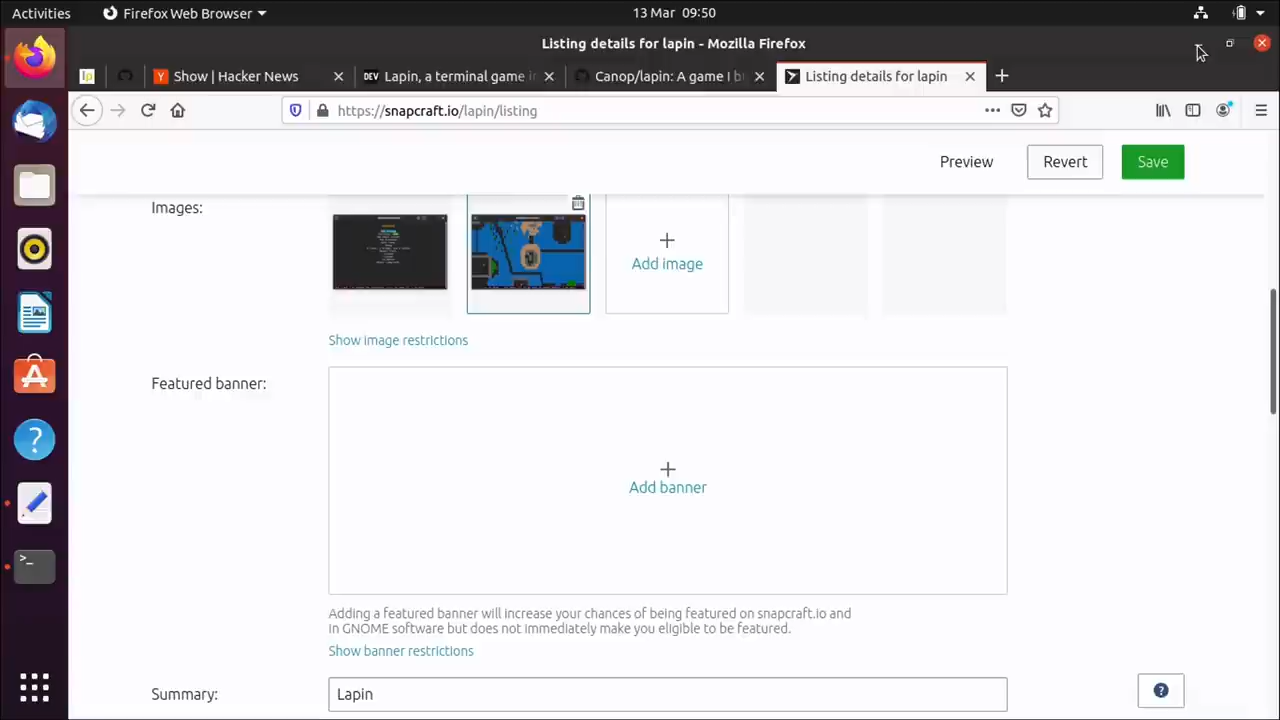 Activities
Firefox Web Browser
13 Mar 09:50
Listing details for lapin - Mozilla Firefox
lp
Show | Hacker News
DEV
Lapin, a terminal game i
Canop/lapin: A game I b
Listing details for lapin
https://snapcraft.io/lapin/listing
Preview
Revert
Save
Images:
Add image
Show image restrictions
Featured banner:
Add banner
Adding a featured banner will increase your chances of being featured on snapcraft.io and
in GNOME software but does not immediately make you eligible to be featured.
Show banner restrictions
Summary:
Lapin